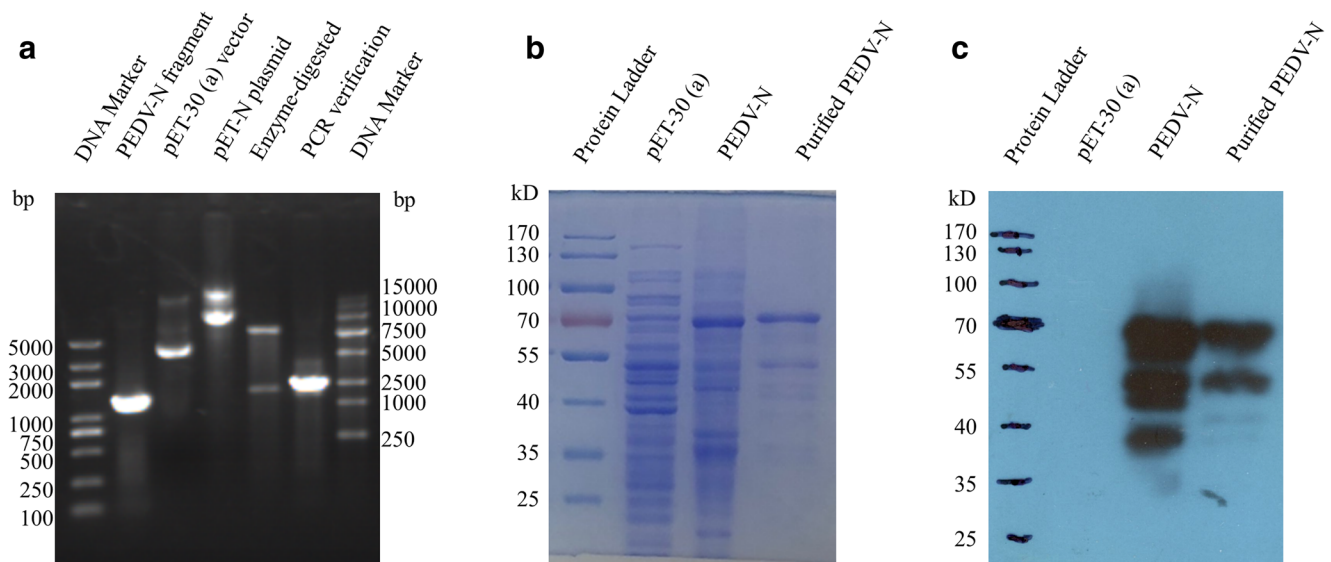 a
DNA Marker
PEDV-N fragment
pET-30 (a) vector
pET-N plasmid
Enzyme-digested
PCR verification
DNA Marker
bp
bp
5000
3000
2000
1000
750
500
250
100
15000
10000
7500
5000
2500
1000
250
b
Protein Ladder
pET-30 (a)
PEDV-N
Purified PEDV-N
kD
170
130
100
70
55
40
35
25
c
Protein Ladder
pET-30 (a)
PEDV-N
Purified PEDV-N
kD
170
130
100
70
55
40
35
25